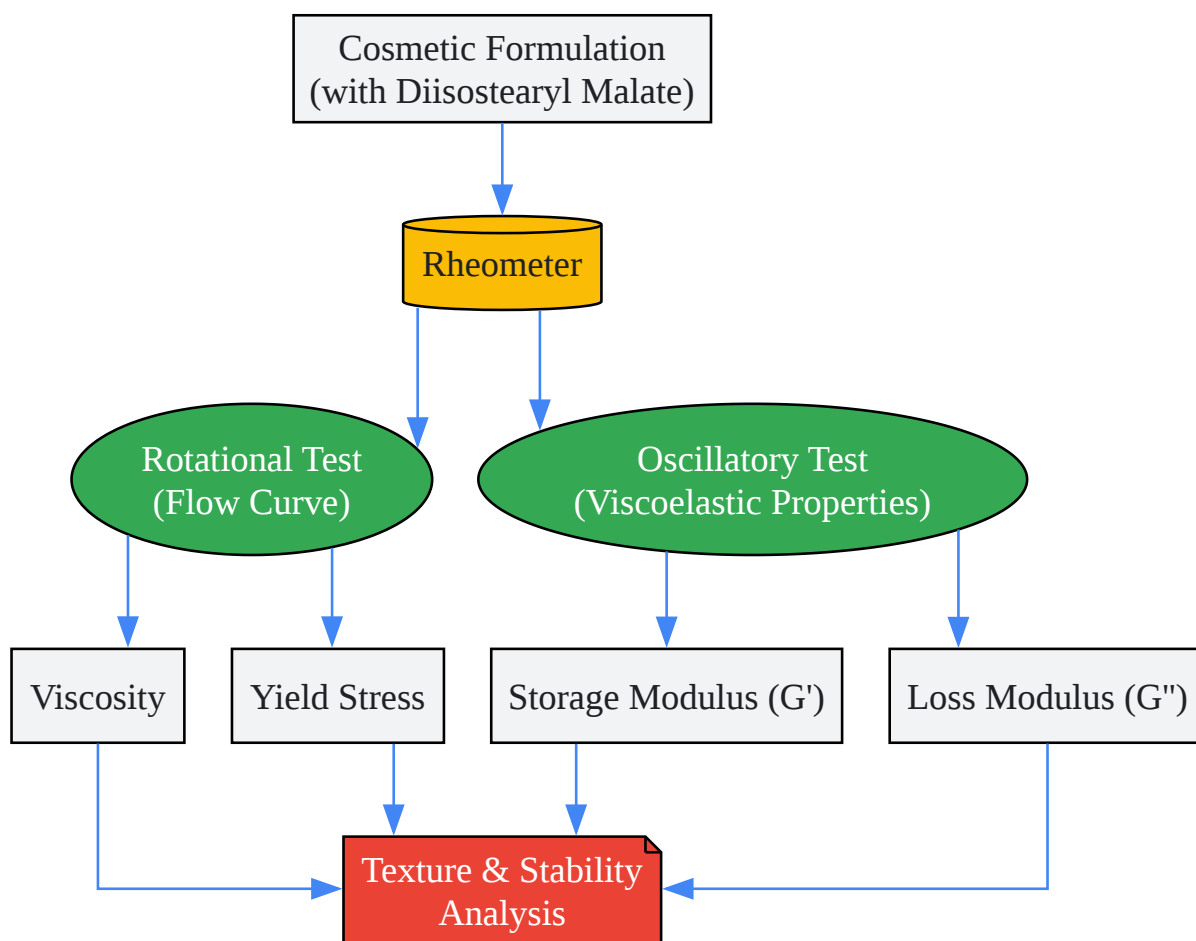 Cosmetic Formulation
(with Diisostearyl Malate)
Rheometer
Rotational Test
(Flow Curve)
Oscillatory Test
(Viscoelastic Properties)
Viscosity
Yield Stress
Storage Modulus (G')
Loss Modulus (G'')
Texture & Stability
Analysis